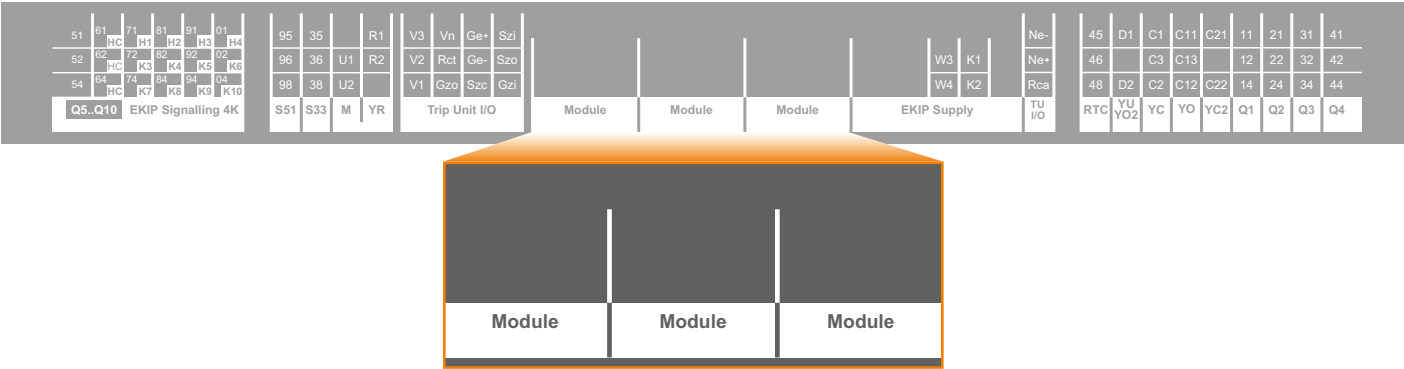 51 61 HC 71 H1 81 H2 91 H3 01 H4 95 35 R1 V3 Vn Ge+ Szi Ne- 45 D1 C1 C11 C21 11 21 31 41
52 62 HC 72 K3 82 K4 92 K5 02 K6 96 36 U1 R2 V2 Rct Ge- Szo W3 K1 Ne+ 46 C3 C13 12 22 32 42
54 64 HC 74 K7 84 K8 94 K9 04 K10 98 38 U2 V1 Gzo Szc Gzi W4 K2 Rca 48 D2 C2 C12 C22 14 24 34 44
Q5..Q10 EKIP Signalling 4K S51 S33 M YR Trip Unit I/O Module Module Module EKIP Supply TU I/O RTC YU YO2 YC YO YC2 Q1 Q2 Q3 Q4
Module Module Module